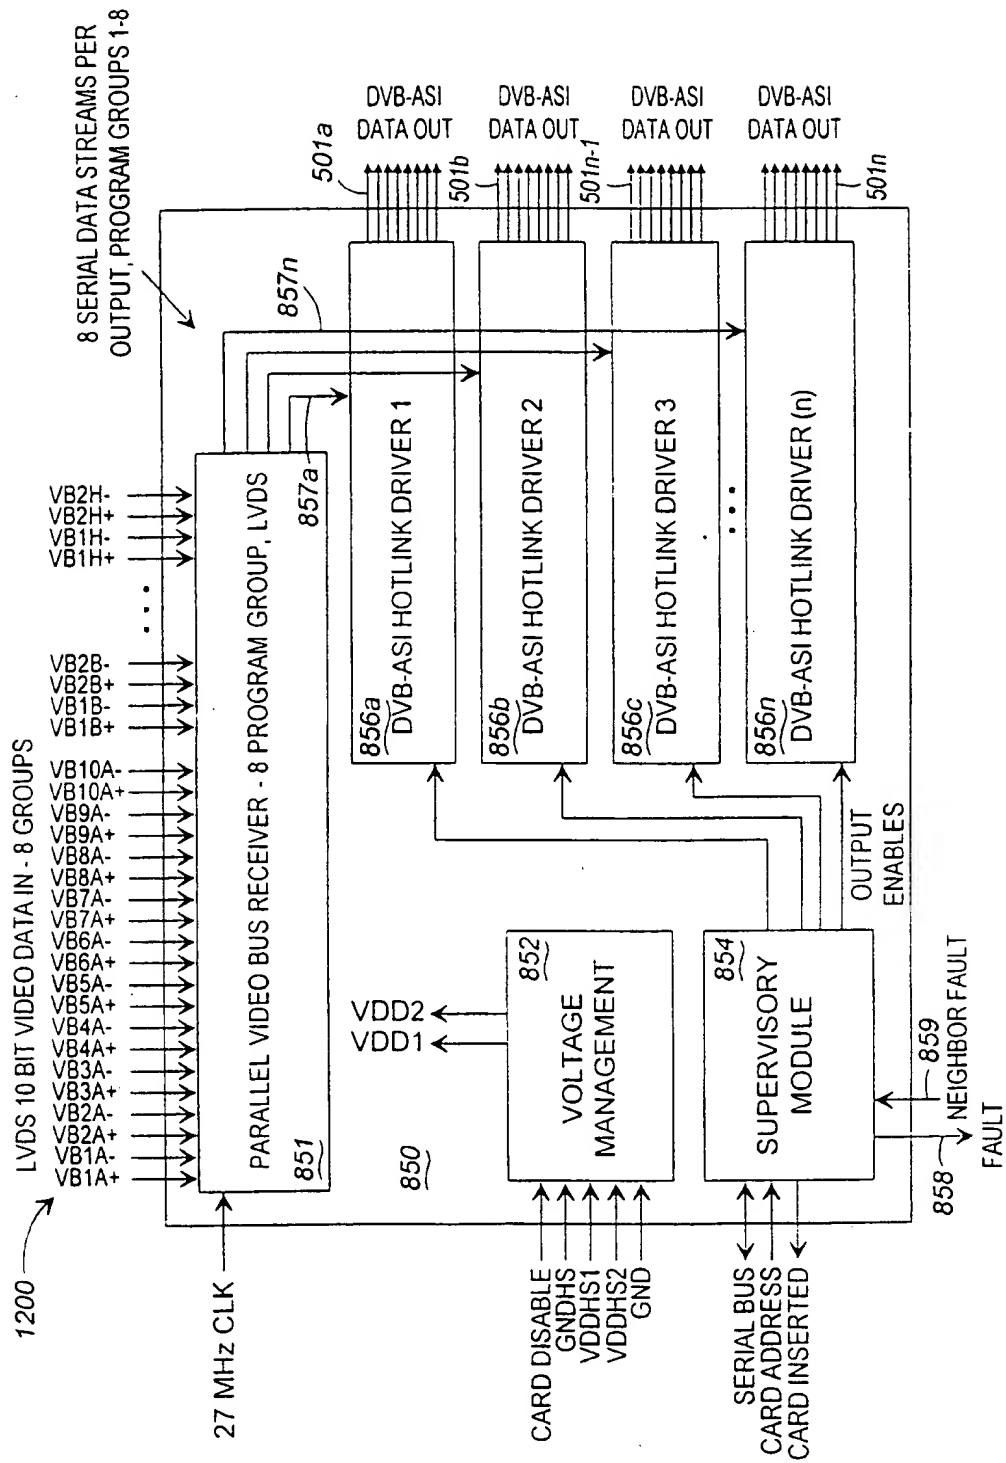 8 SERIAL DATA STREAMS PER
OUTPUT, PROGRAM GROUPS 1-8
LVDS 10 BIT VIDEO DATA IN - 8 GROUPS
1200
VB1A+
VB1A-
VB2A+
VB2A-
VB3A+
VB3A-
VB4A+
VB4A-
VB5A+
VB5A-
VB6A+
VB6A-
VB7A+
VB7A-
VB8A+
VB8A-
VB9A+
VB9A-
VB10A+
VB10A-
VB1B+
VB1B-
VB2B+
VB2B-
...
VB1H+
VB1H-
VB2H+
VB2H-
27 MHz CLK
851
PARALLEL VIDEO BUS RECEIVER - 8 PROGRAM GROUP, LVDS
857a
857n
850
VDD1
VDD2
852
VOLTAGE
MANAGEMENT
CARD DISABLE
GNDHS
VDDHS1
VDDHS2
GND
854
SUPERVISORY
MODULE
SERIAL BUS
CARD ADDRESS
CARD INSERTED
858
FAULT
859
NEIGHBOR FAULT
OUTPUT
ENABLES
856a
DVB-ASI HOTLINK DRIVER 1
856b
DVB-ASI HOTLINK DRIVER 2
856c
DVB-ASI HOTLINK DRIVER 3
...
856n
DVB-ASI HOTLINK DRIVER (n)
501a
DVB-ASI
DATA OUT
501b
DVB-ASI
DATA OUT
501n-1
DVB-ASI
DATA OUT
501n
DVB-ASI
DATA OUT